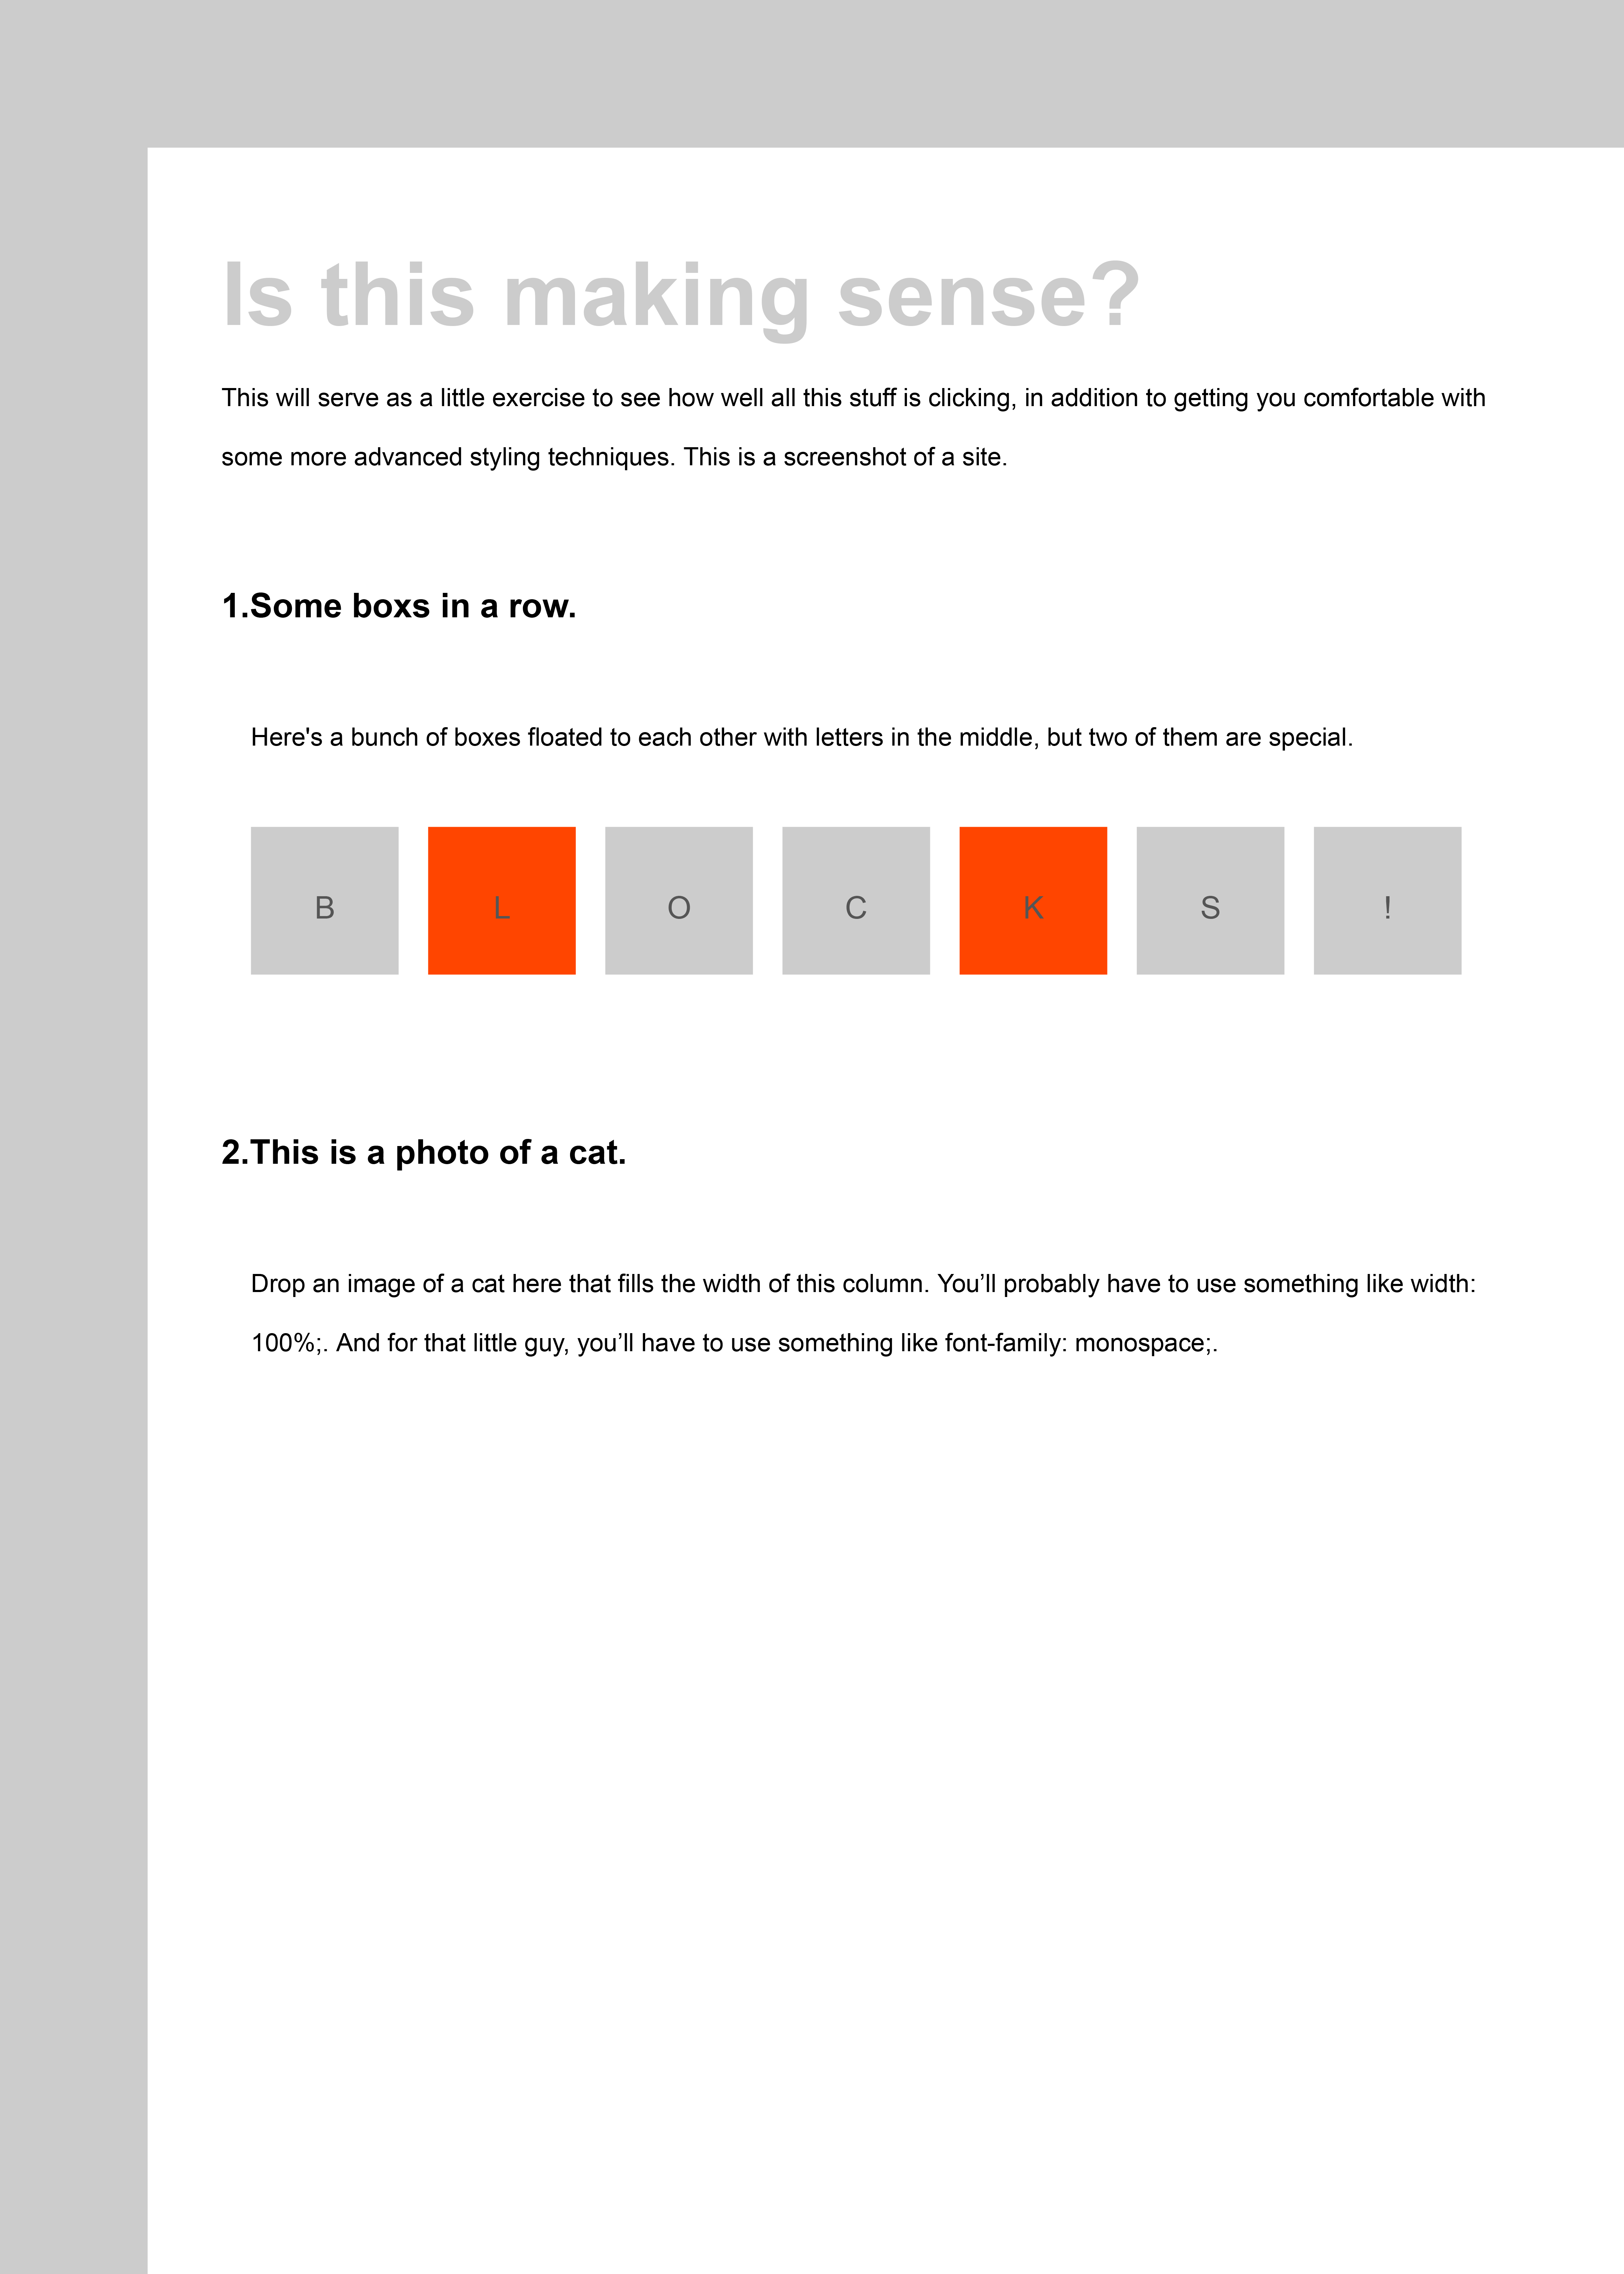 Is this making sense?
This will serve as a little exercise to see how well all this stuff is clicking, in addition to getting you comfortable with
some more advanced styling techniques. This is a screenshot of a site.
1.Some boxs in a row.
Here's a bunch of boxes floated to each other with letters in the middle, but two of them are special.
B L O C K S !
2.This is a photo of a cat.
Drop an image of a cat here that fills the width of this column. You’ll probably have to use something like width:
100%;. And for that little guy, you’ll have to use something like font-family: monospace;.